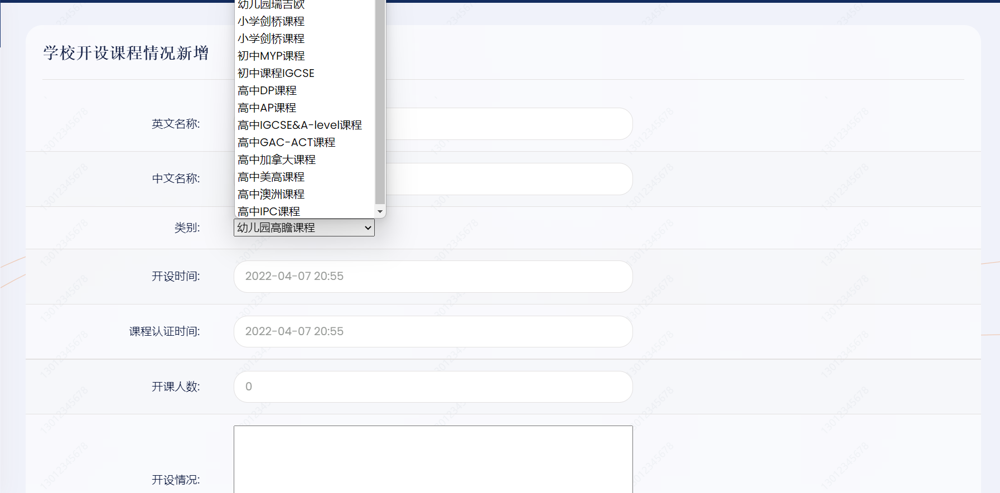 幼儿园瑞吉欧
小学剑桥课程
小学剑桥课程
初中MYP课程
初中课程IGCSE
高中DP课程
高中AP课程
高中IGCSE&A-level课程
高中GAC-ACT课程
高中加拿大课程
高中美高课程
高中澳洲课程
高中IPC课程
学校开设课程情况新增
英文名称:
中文名称:
类别: 幼儿园高瞻课程
开设时间: 2022-04-07 20:55
课程认证时间: 2022-04-07 20:55
开课人数: 0
开设情况:
13012345678